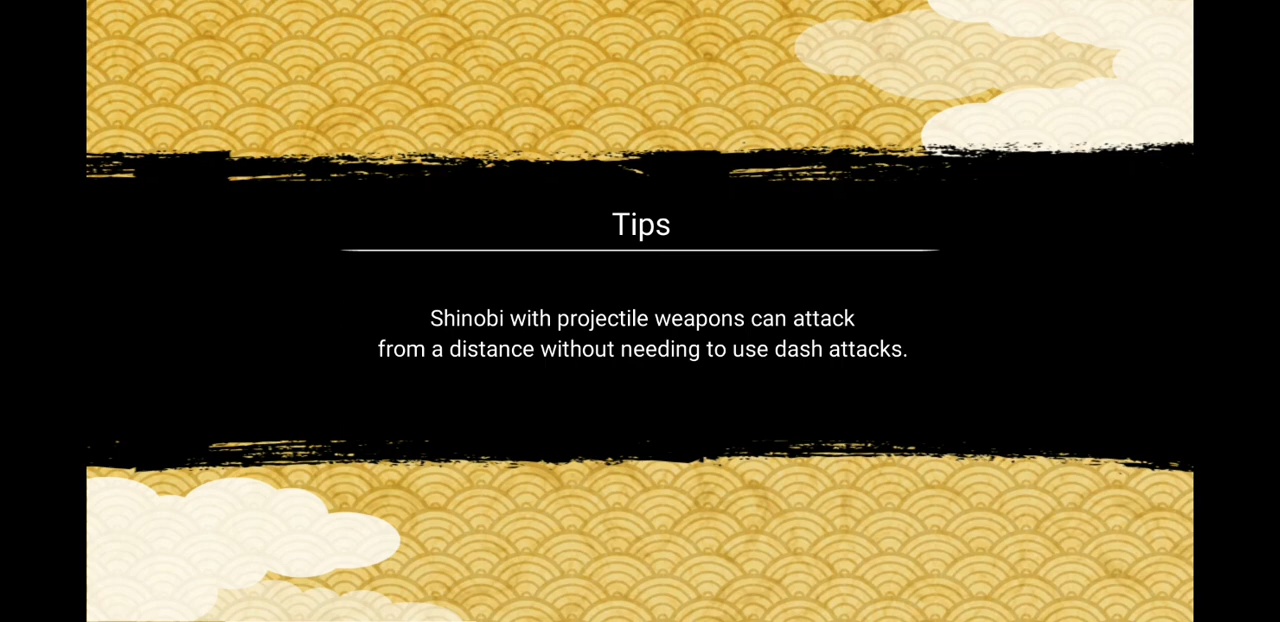 Tips
Shinobi with projectile weapons can attack
from a distance without needing to use dash attacks.